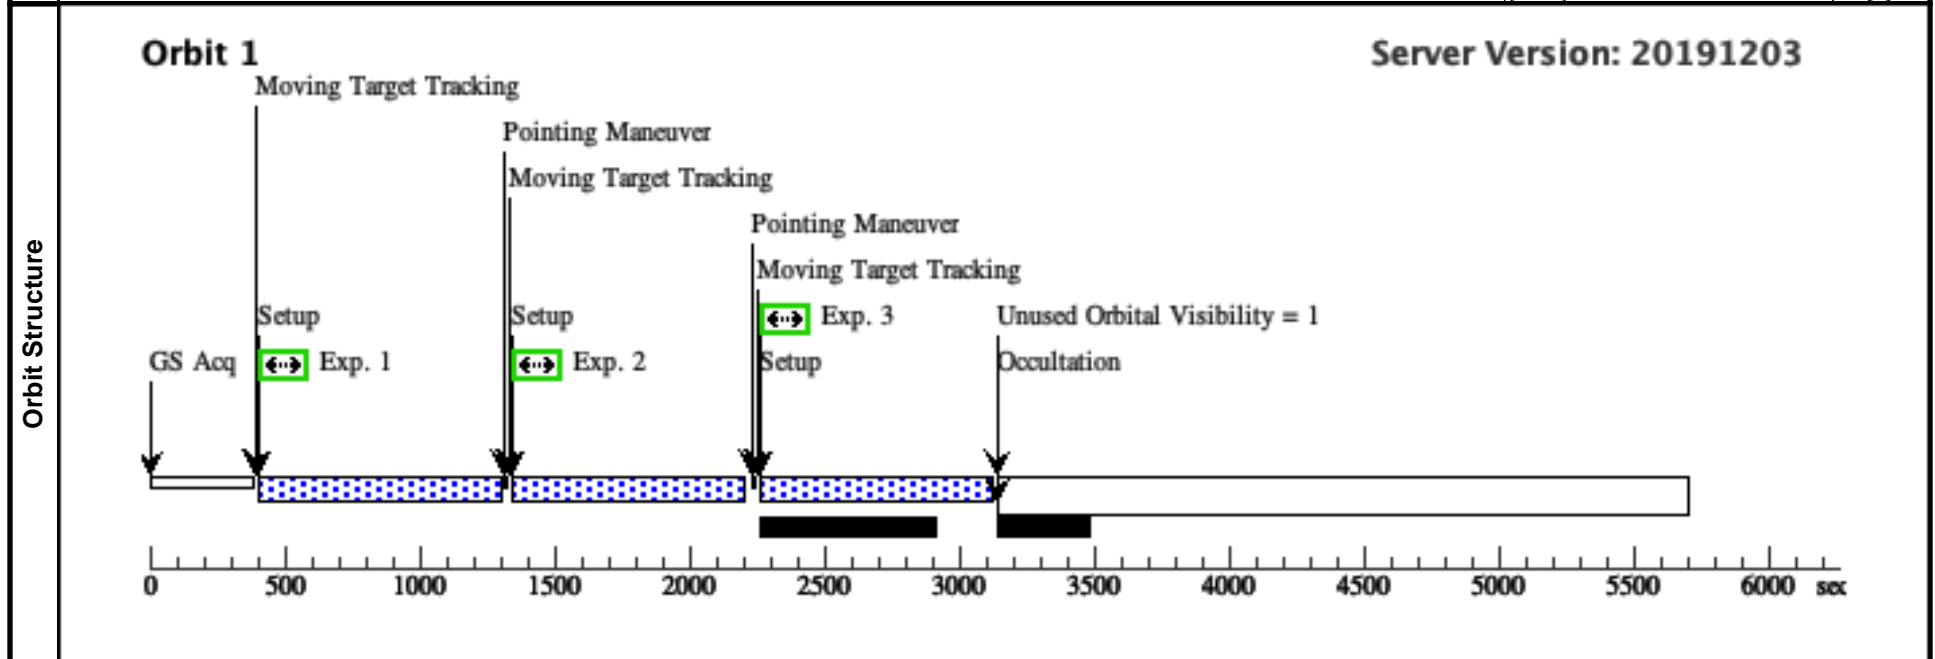 Orbit 1 Server Version: 20191203
Moving Target Tracking
Pointing Maneuver
Moving Target Tracking
Pointing Maneuver
Moving Target Tracking
Setup Setup Exp. 3 Unused Orbital Visibility = 1
GS Acq Exp. 1 Exp. 2 Setup Occultation
Orbit Structure
0 500 1000 1500 2000 2500 3000 3500 4000 4500 5000 5500 6000 sec